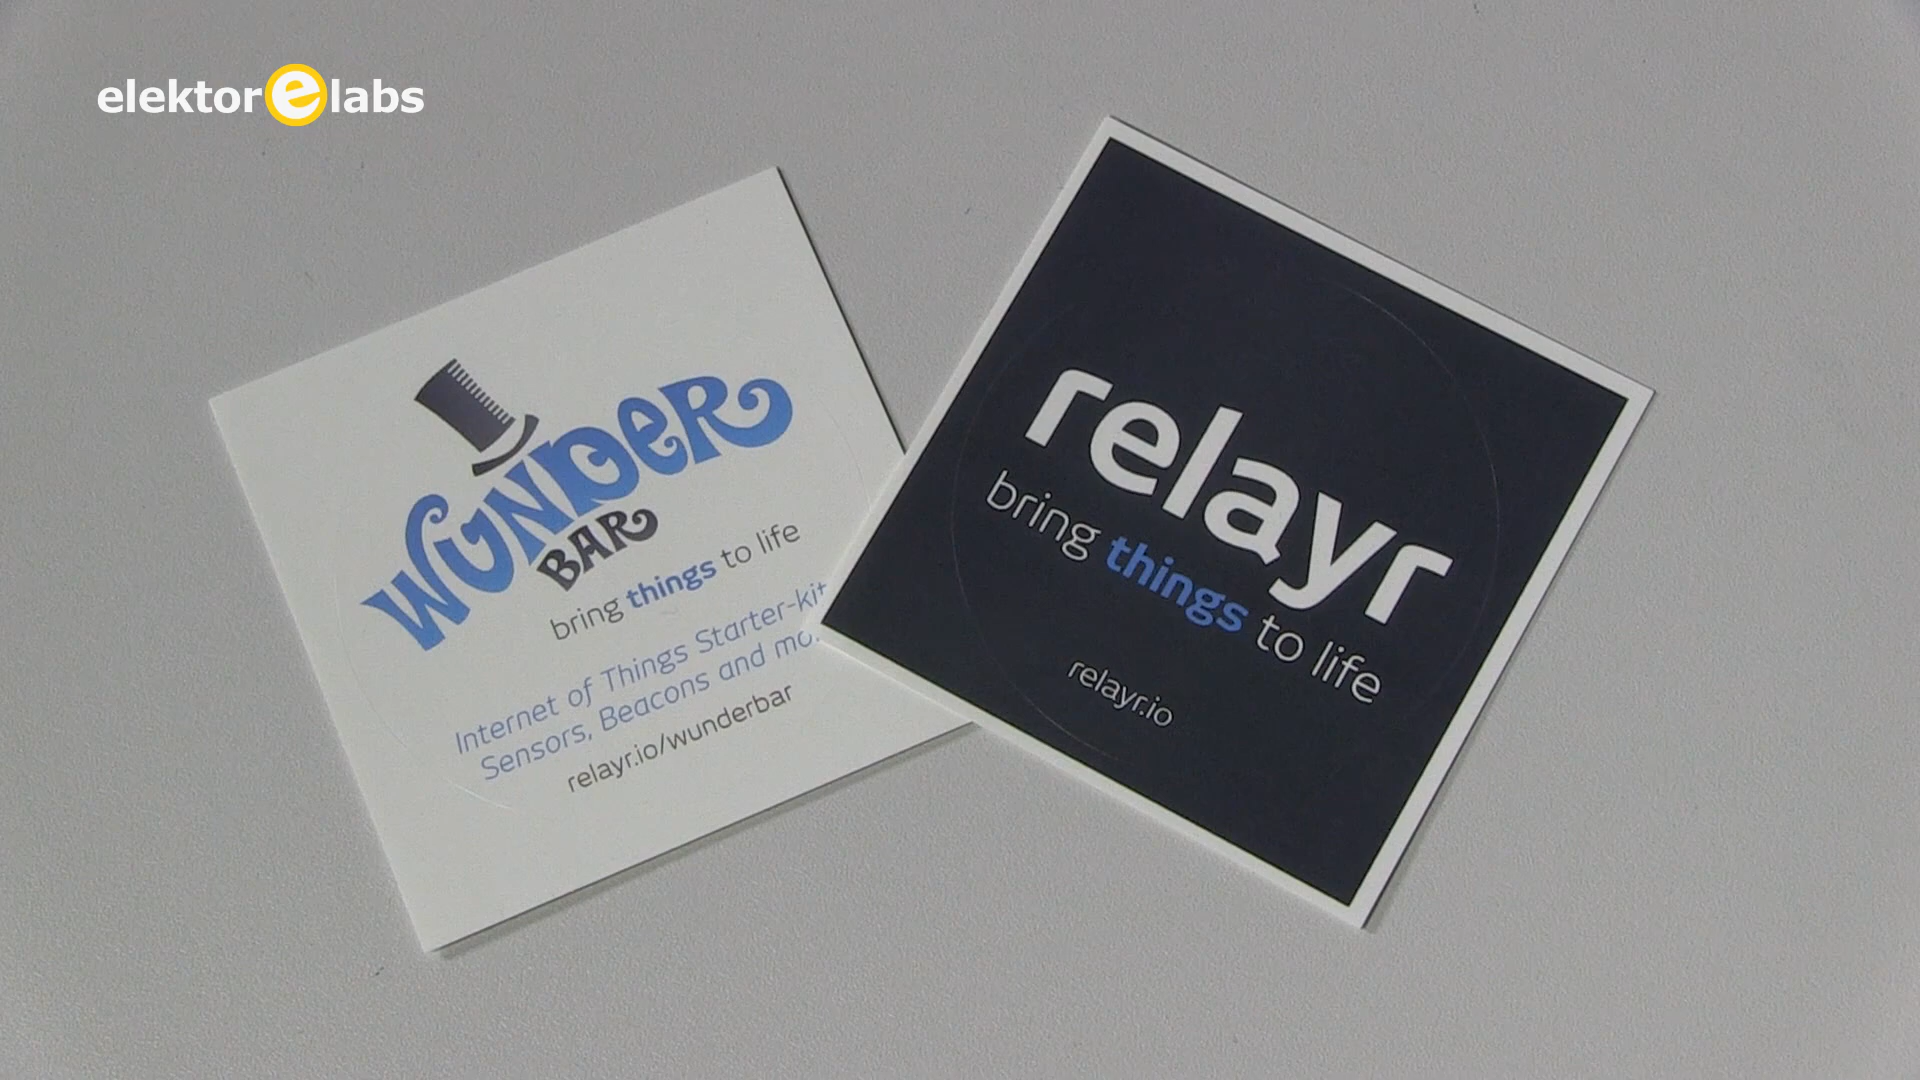 elektor e labs
WUNDER
BAR
bring things to life
Internet of Things Starter-kit
Sensors, Beacons and
relayr.io/wunderbar
relayr
bring things to life
relayr.io